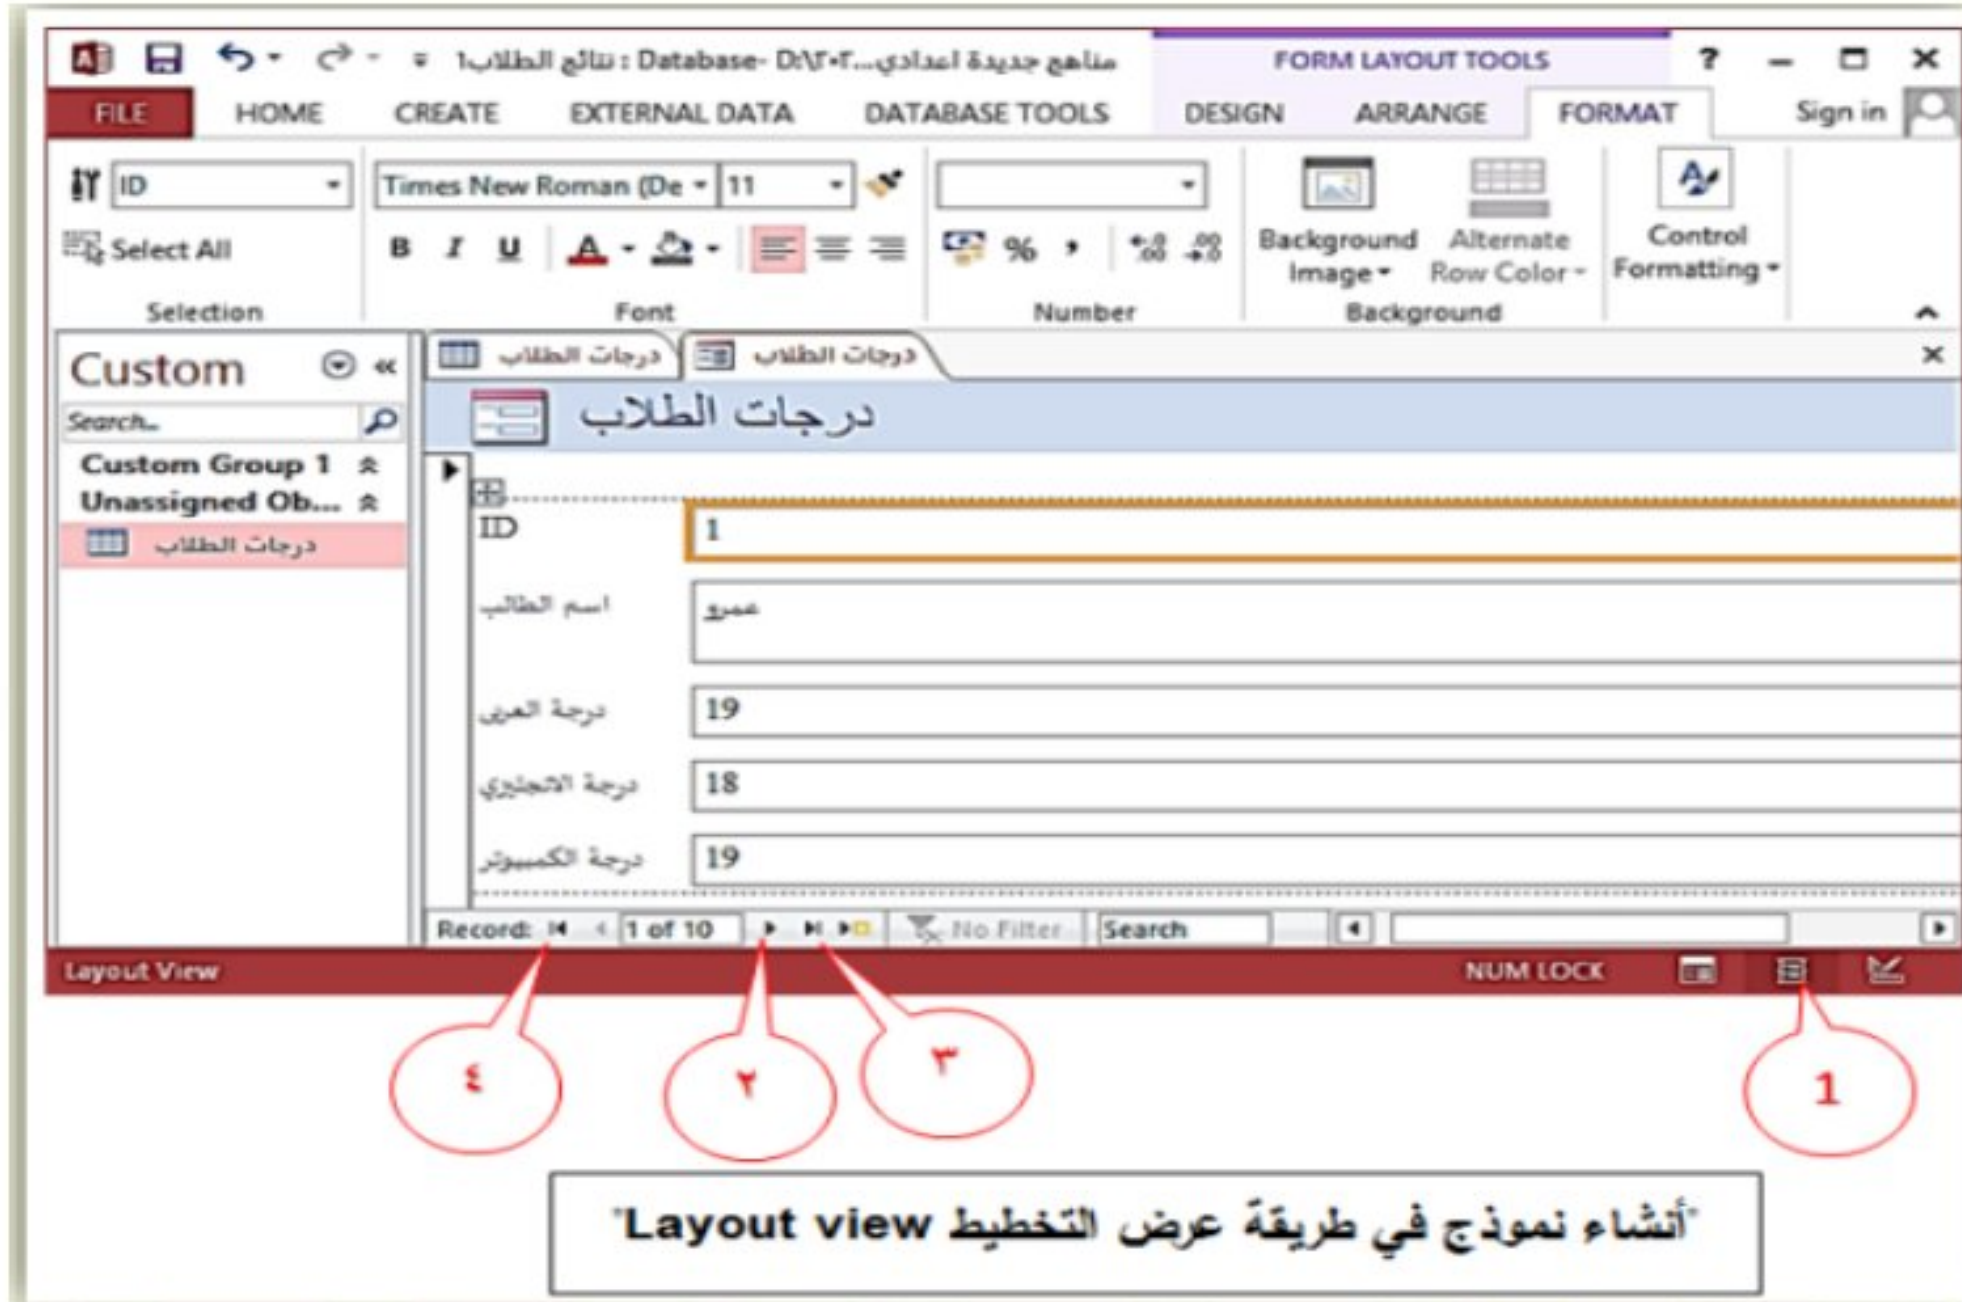 نتائج الطلاب1 : Database- D:\٢٠٢...مناهج جديدة اعدادي
FORM LAYOUT TOOLS
?
FILE HOME CREATE EXTERNAL DATA DATABASE TOOLS DESIGN ARRANGE FORMAT Sign in
ID Times New Roman (De 11
Select All B I U A % , Background Image Alternate Row Color Control Formatting
Selection Font Number Background
Custom «
درجات الطلاب درجات الطلاب
Search..
درجات الطلاب
Custom Group 1
Unassigned Ob...
درجات الطلاب
ID 1
اسم الطالب عمرو
درجة العربى 19
درجة الانجليزي 18
درجة الكمبيوتر 19
Record: 1 of 10 No Filter Search
Layout View NUM LOCK
٤ ٢ ٣ 1
"أنشاء نموذج في طريقة عرض التخطيط Layout view"